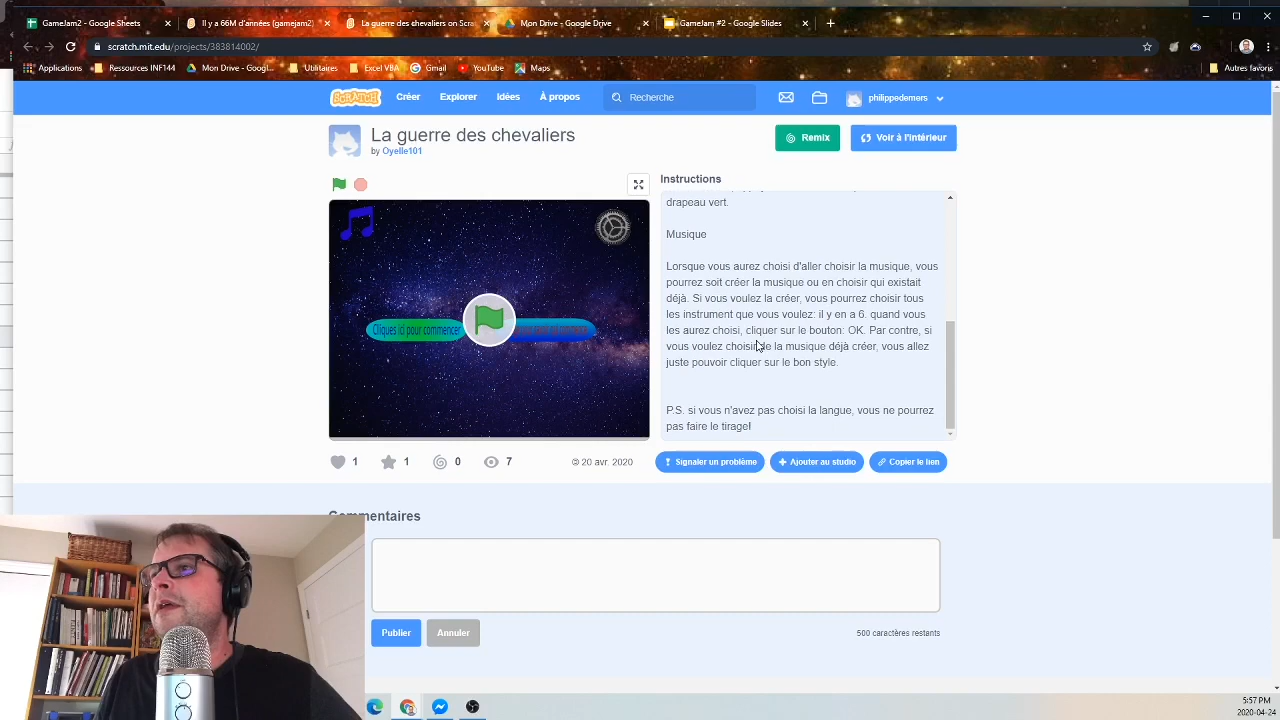 GameJam2 - Google Sheets
Il y a 66M d'années (gamejam2)
La guerre des chevaliers on Scra
Mon Drive - Google Drive
GameJam2 - Google Slides
scratch.mit.edu/projects/383814002/
Applications
Ressources INF144
Mon Drive - Googl...
Utilitaires
Excel VBA
Gmail
YouTube
Maps
Autres favoris
SCRATCH
Créer
Explorer
Idées
À propos
Recherche
philippedemers
La guerre des chevaliers
by Oyelle101
Remix
Voir à l'intérieur
Instructions
drapeau vert.
Musique
Lorsque vous aurez choisi d'aller choisir la musique, vous
pourrez soit créer la musique ou en choisir qui existait
déjà. Si vous voulez la créer, vous pourrez choisir tous
les instrument que vous voulez: il y en a 6. quand vous
les aurez choisi, cliquer sur le bouton OK. Par contre, si
vous voulez choisir de la musique déjà créer, vous allez
juste pouvoir cliquer sur le bon style.
P.S. si vous n'avez pas choisi la langue, vous ne pourrez
pas faire le tirage!
Cliques ici pour commencer
1
1
0
7
© 20 avr. 2020
Signaler un problème
Ajouter au studio
Copier le lien
Commentaires
Publier
Annuler
500 caractères restants
5:57 PM
2020-04-24